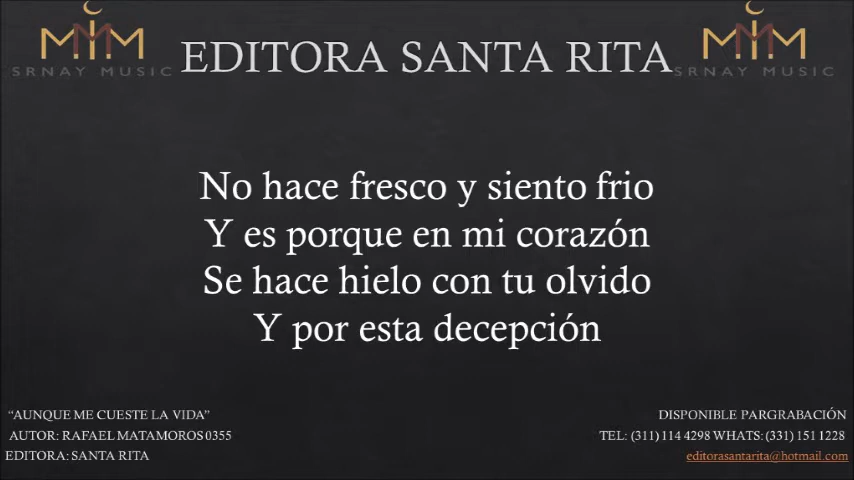 MIM
SRNAY MUSIC
EDITORA SANTA RITA
MIM
SRNAY MUSIC
No hace fresco y siento frio
Y es porque en mi corazón
Se hace hielo con tu olvido
Y por esta decepción
“AUNQUE ME CUESTE LA VIDA”
AUTOR: RAFAEL MATAMOROS 0355
EDITORA: SANTA RITA
DISPONIBLE PARGRABACIÓN
TEL: (311) 114 4298 WHATS: (331) 151 1228
editorasantarita@hotmail.com